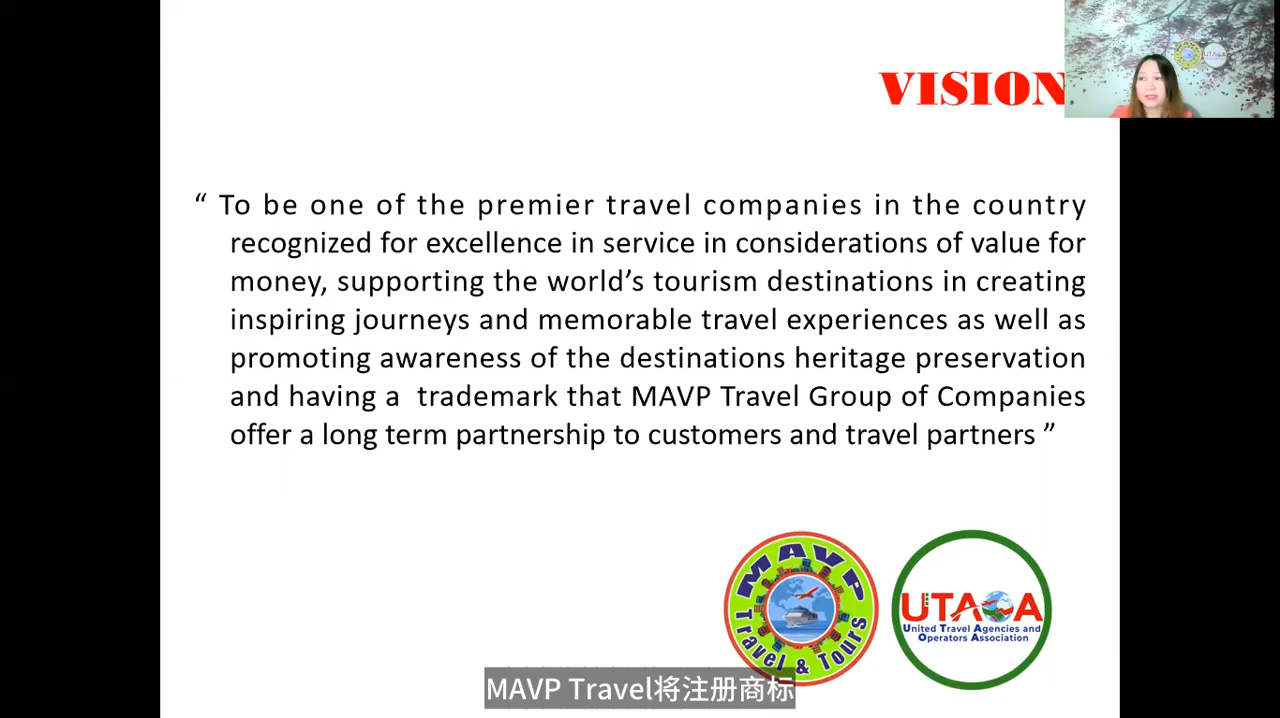 VISION
“ To be one of the premier travel companies in the country
recognized for excellence in service in considerations of value for
money, supporting the world’s tourism destinations in creating
inspiring journeys and memorable travel experiences as well as
promoting awareness of the destinations heritage preservation
and having a trademark that MAVP Travel Group of Companies
offer a long term partnership to customers and travel partners ”
MAVP
Travel & Tours
UTAOA
United Travel Agencies and
Operators Association
MAVP Travel将注册商标